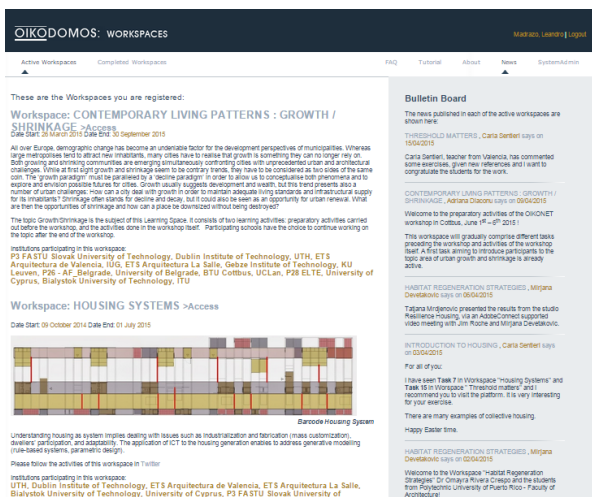 OIKODOMOS: WORKSPACES
Madrazo, Leandro | Logout
Active Workspaces Completed Workspaces FAQ Tutorial About News SystemAdmin
These are the Workspaces you are registered:
Workspace: CONTEMPORARY LIVING PATTERNS : GROWTH /
SHRINKAGE >Access
Date Start: 26 March 2015 Date End: 30 September 2015
All over Europe, demographic change has become an undeniable factor for the development perspectives of municipalities. Whereas
large metropolises tend to attract new inhabitants, many cities have to realise that growth is something they can no longer rely on.
Both growing and shrinking communities are emerging simultaneously confronting cities with unprecedented urban and architectural
challenges. While at first sight growth and shrinkage seem to be contrary trends, they have to be considered as two sides of the same
coin. The 'growth paradigm' must be paralleled by a 'decline paradigm' in order to allow us to conceptualise both phenomena and to
explore and envision possible futures for cities. Growth usually suggests development and wealth, but this trend presents also a
number of urban challenges: How can a city deal with growth in order to maintain adequate living standards and infrastructural supply
for its inhabitants? Shrinkage often stands for decline and decay, but it could also be seen as an opportunity for urban renewal. What
are then the opportunities of shrinkage and how can a place be downsized without being destroyed?
The topic Growth/Shrinkage is the subject of this Learning Space. It consists of two learning activities: preparatory activities carried
out before the workshop, and the activities done in the workshop itself. Participating schools have the choice to continue working on
the topic after the end of the workshop.
Institutions participating in this workspace:
P3 FASTU Slovak University of Technology, Dublin Institute of Technology, UTH, ETS
Arquitectura de Valencia, IUG, ETS Arquitectura La Salle, Gebze Institute of Technology, KU
Leuven, P26 - AF_Belgrade, University of Belgrade, BTU Cottbus, UCLan, P28 ELTE, University of
Cyprus, Bialystok University of Technology, ITU
Workspace: HOUSING SYSTEMS >Access
Date Start: 09 October 2014 Date End: 01 July 2015
Barcode Housing System
Understanding housing as system implies dealing with issues such as industrialization and fabrication (mass customization),
dwellers' participation, and adaptability. The application of ICT to the housing generation enables to address generative modelling
(rule-based systems, parametric design).
Please follow the activities of this workspace in Twitter
Institutions participating in this workspace:
UTH, Dublin Institute of Technology, ETS Arquitectura de Valencia, ETS Arquitectura La Salle,
Bialystok University of Technology, University of Cyprus, P3 FASTU Slovak University of
Bulletin Board
The news published in each of the active workspaces are
shown here:
THRESHOLD MATTERS , Carla Sentieri says on
15/04/2015
Carla Sentieri, teacher from Valencia, has commented
some exercises, given new references and I want to
congratulate the students for the work.
CONTEMPORARY LIVING PATTERNS : GROWTH /
SHRINKAGE , Adriana Diaconu says on 09/04/2015
Welcome to the preparatory activities of the OIKONET
workshop in Cottbus, June 1st – 6th 2015 !
This workspace will gradually comprise different tasks
preceding the workshop and activities of the workshop
itself. A first task aiming to introduce participants to the
topic area of urban growth and shrinkage is already
active.
HABITAT REGENERATION STRATEGIES , Mirjana
Devetakovic says on 06/04/2015
Tatjana Mrdjenovic presented the results from the studio
Resilience Housing, via an AdobeConnect supported
video meeting with Jim Roche and Mirjana Devetakovic.
INTRODUCTION TO HOUSING , Carla Sentieri says
on 03/04/2015
For all of you:
I have seen Task 7 in Workspace "Housing Systems" and
Task 15 in Worspace " Threshold matters" and I
recommend you to visit the platform. It is very interesting
for your exercise.
There are many examples of collective housing.
Happy Easter time.
HABITAT REGENERATION STRATEGIES , Mirjana
Devetakovic says on 02/04/2015
Welcome to the Workspace "Habitat Regeneration
Strategies" Dr Omayra Rivera Crespo and the students
from Polytechnic University of Puerto Rico - Faculty of
Architecture!